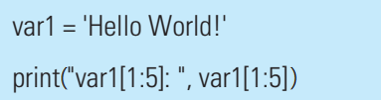 var1 = 'Hello World!'
print("var1[1:5]: ", var1[1:5])